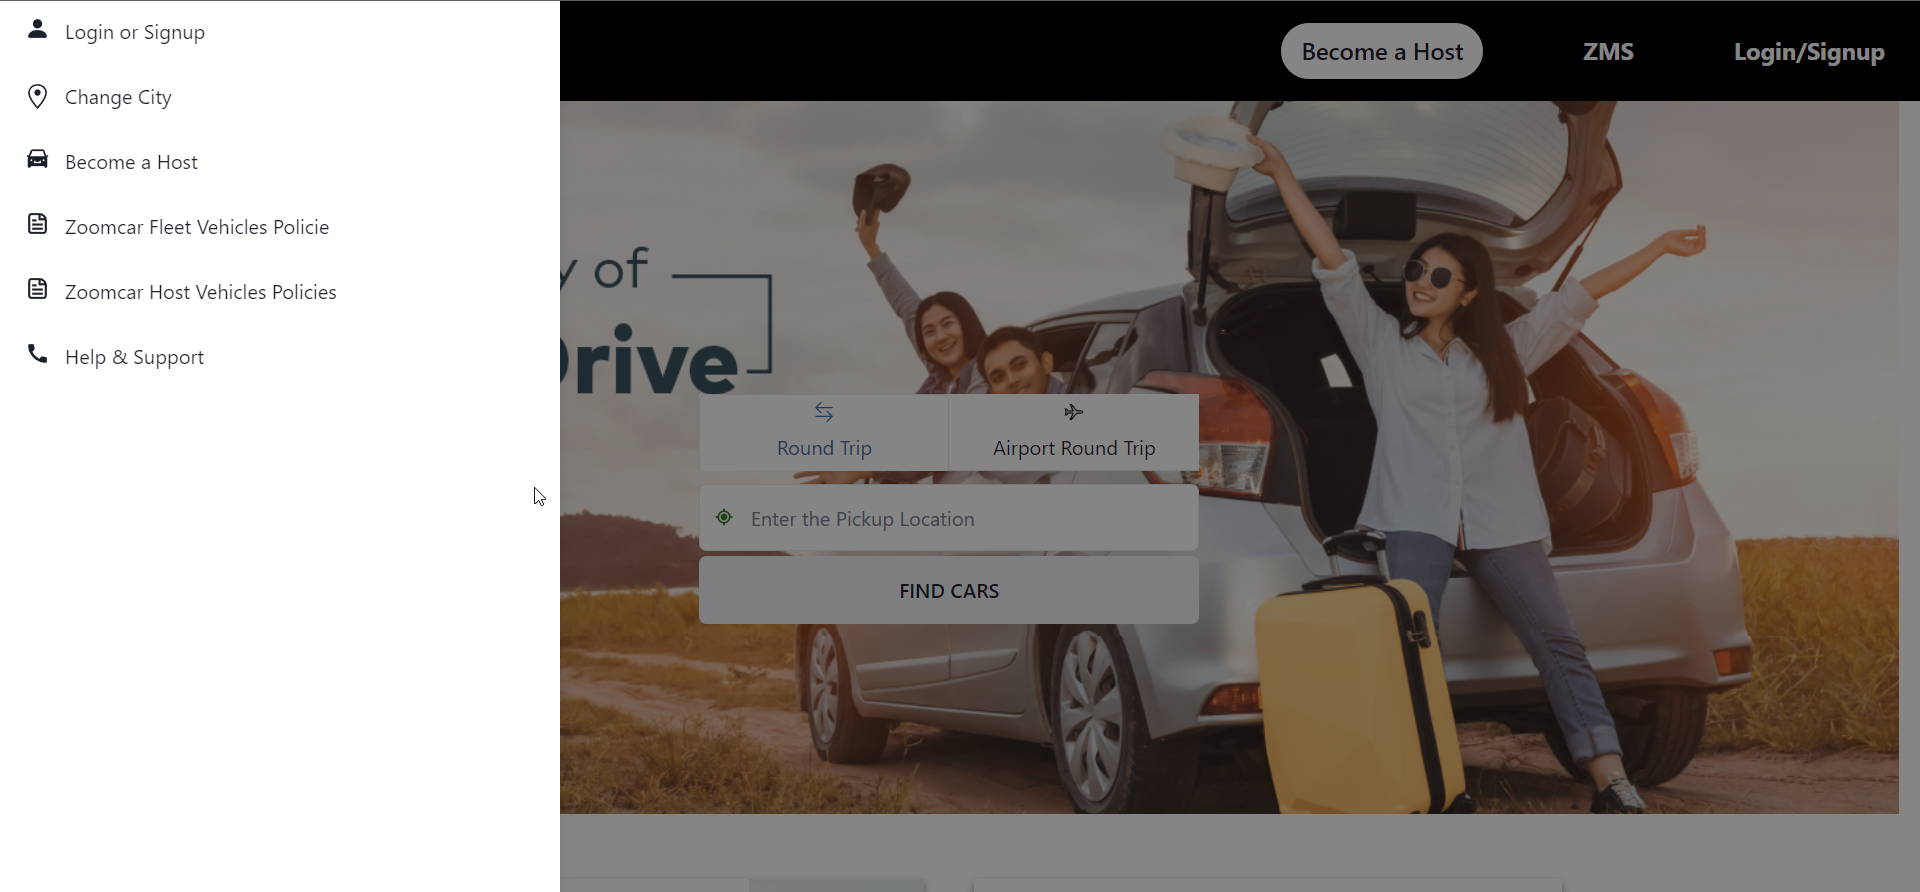 Login or Signup
Change City
Become a Host
Zoomcar Fleet Vehicles Policie
Zoomcar Host Vehicles Policies
Help & Support
Become a Host
ZMS
Login/Signup
of
Round Trip
Airport Round Trip
Enter the Pickup Location
FIND CARS